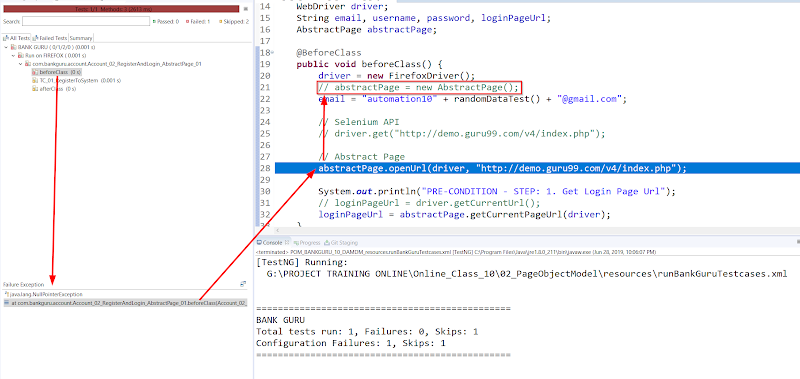 Tests: 1/1 Methods: 3 (3613 ms)
Search:
Passed: 0
Failed: 1
Skipped: 2
All Tests
Failed Tests
Summary
BANK GURU ( 0/1/2/0 ) (0.001 s)
Run on FIREFOX ( 0/1/2/0 ) (0.001 s)
com.bankguru.account.Account_02_RegisterAndLogin_AbstractPage_01
beforeClass (0 s)
TC_01_RegisterToSystem
afterClass (0 s)
Failure Exception
java.lang.NullPointerException
at com.bankguru.account.Account_02_RegisterAndLogin_AbstractPage_01.beforeClass(Account_02_
14 WebDriver driver;
15 String email, username, password, loginPageUrl;
16 AbstractPage abstractPage;
17
18 @BeforeClass
19 public void beforeClass() {
20 driver = new FirefoxDriver();
21 // abstractPage = new AbstractPage();
22 email = "automation10" + randomDataTest() + "@gmail.com";
23
24 // Selenium API
25 // driver.get("http://demo.guru99.com/v4/index.php");
26
27 // Abstract Page
28 abstractPage.openUrl(driver, "http://demo.guru99.com/v4/index.php");
29
30 System.out.println("PRE-CONDITION - STEP: 1. Get Login Page Url");
31 // loginPageUrl = driver.getCurrentUrl();
32 loginPageUrl = abstractPage.getCurrentPageUrl(driver);
33 }
Console
Progress
Git Staging
<terminated> POM_BANKGURU_10_DAMDM_resources.runBankGuruTestcases.xml [TestNG] C:\Program Files\Java\jre1.8.0_211\bin\javaw.exe (Jun 28, 2019, 10:06:07 PM)
[TestNG] Running:
G:\PROJECT TRAINING ONLINE\Online_Class_10\02_PageObjectModel\resources\runBankGuruTestcases.xml
===============================================
BANK GURU
Total tests run: 1, Failures: 0, Skips: 1
Configuration Failures: 1, Skips: 1
===============================================